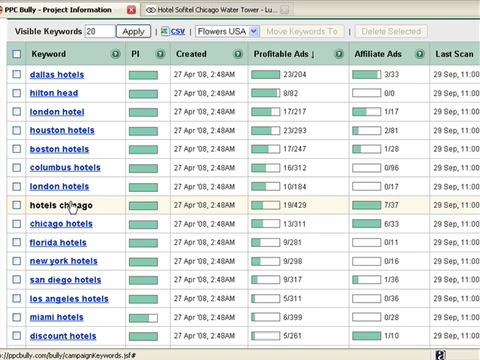 PPC Bully - Project Information Hotel Sofitel Chicago Water Tower - Lu...
Visible Keywords 20 Apply | CSV | Flowers USA Move Keywords To | Delete Selected
Keyword ? PI ? Created ? Profitable Ads ↓ ? Affiliate Ads ? Last Scan
dallas hotels 27 Apr '08, 2:48AM 23/204 3/33 29 Sep, 11:00
hilton head 27 Apr '08, 2:48AM 8/82 0/0 29 Sep, 11:00
london hotel 27 Apr '08, 2:48AM 17/217 1/17 29 Sep, 11:00
houston hotels 27 Apr '08, 2:48AM 23/293 2/81 29 Sep, 11:00
boston hotels 27 Apr '08, 2:48AM 17/247 1/28 29 Sep, 11:00
columbus hotels 27 Apr '08, 2:48AM 16/312 0/96 29 Sep, 11:00
london hotels 27 Apr '08, 2:48AM 10/184 0/17 29 Sep, 11:00
hotels chicago 27 Apr '08, 2:48AM 19/429 7/37 29 Sep, 11:00
chicago hotels 27 Apr '08, 2:48AM 13/311 6/33 29 Sep, 11:00
florida hotels 27 Apr '08, 2:48AM 9/281 0/11 29 Sep, 11:00
new york hotels 27 Apr '08, 2:48AM 9/298 0/16 29 Sep, 11:00
san diego hotels 27 Apr '08, 2:48AM 9/317 1/36 29 Sep, 11:00
los angeles hotels 27 Apr '08, 2:48AM 5/311 0/36 29 Sep, 11:00
miami hotels 27 Apr '08, 2:48AM 6/399 0/28 29 Sep, 11:00
discount hotels 27 Apr '08, 2:48AM 5/261 1/10 29 Sep, 11:00
://ppcbully.com/bully/campaignKeywords.jsf#